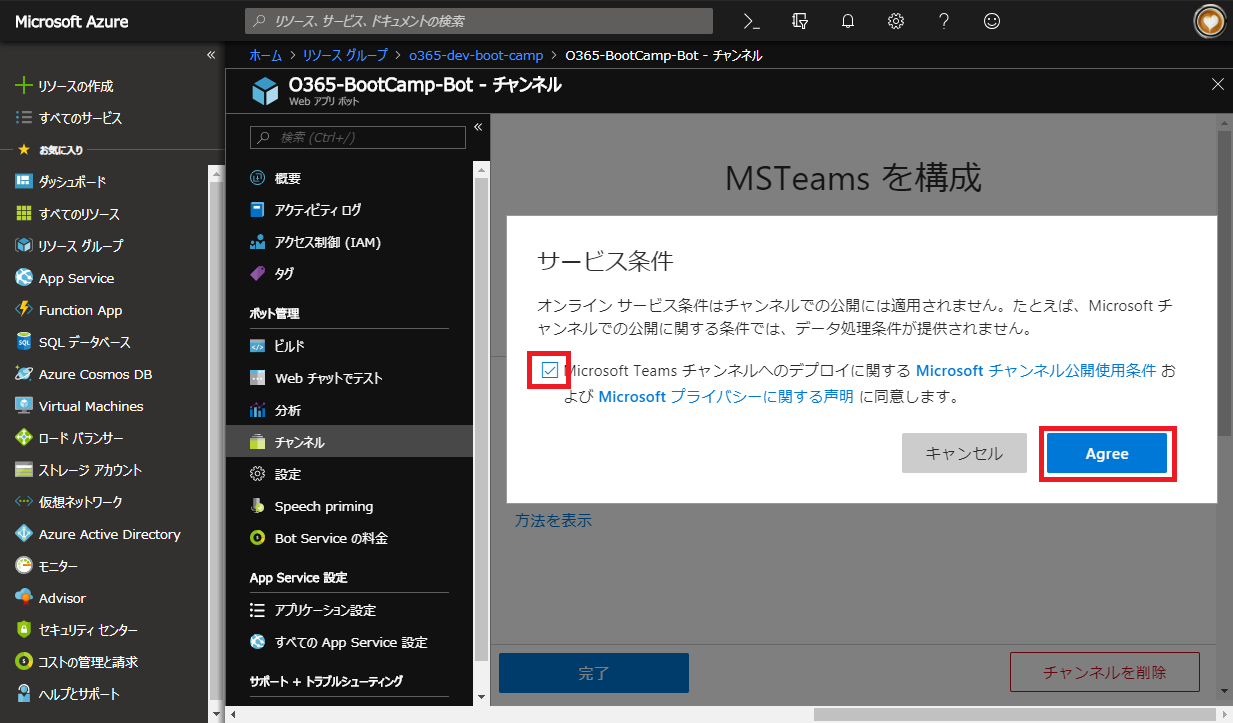 Microsoft Azure
リソース、サービス、ドキュメントの検索
ホーム > リソース グループ > o365-dev-boot-camp > O365-BootCamp-Bot - チャンネル
リソースの作成
すべてのサービス
お気に入り
ダッシュボード
すべてのリソース
リソース グループ
App Service
Function App
SQL データベース
Azure Cosmos DB
Virtual Machines
ロード バランサー
ストレージ アカウント
仮想ネットワーク
Azure Active Directory
モニター
Advisor
セキュリティ センター
コストの管理と請求
ヘルプとサポート
O365-BootCamp-Bot - チャンネル
Web アプリ ボット
検索 (Ctrl+/)
概要
アクティビティ ログ
アクセス制御 (IAM)
タグ
ボット管理
ビルド
Web チャットでテスト
分析
チャンネル
設定
Speech priming
Bot Service の料金
App Service 設定
アプリケーション設定
すべての App Service 設定
サポート + トラブルシューティング
MSTeams を構成
サービス条件
オンライン サービス条件はチャンネルでの公開には適用されません。たとえば、Microsoft チ
ャンネルでの公開に関する条件では、データ処理条件が提供されません。
Microsoft Teams チャンネルへのデプロイに関する Microsoft チャンネル公開使用条件 お
よび Microsoft プライバシーに関する声明 に同意します。
キャンセル
Agree
方法を表示
完了
チャンネルを削除